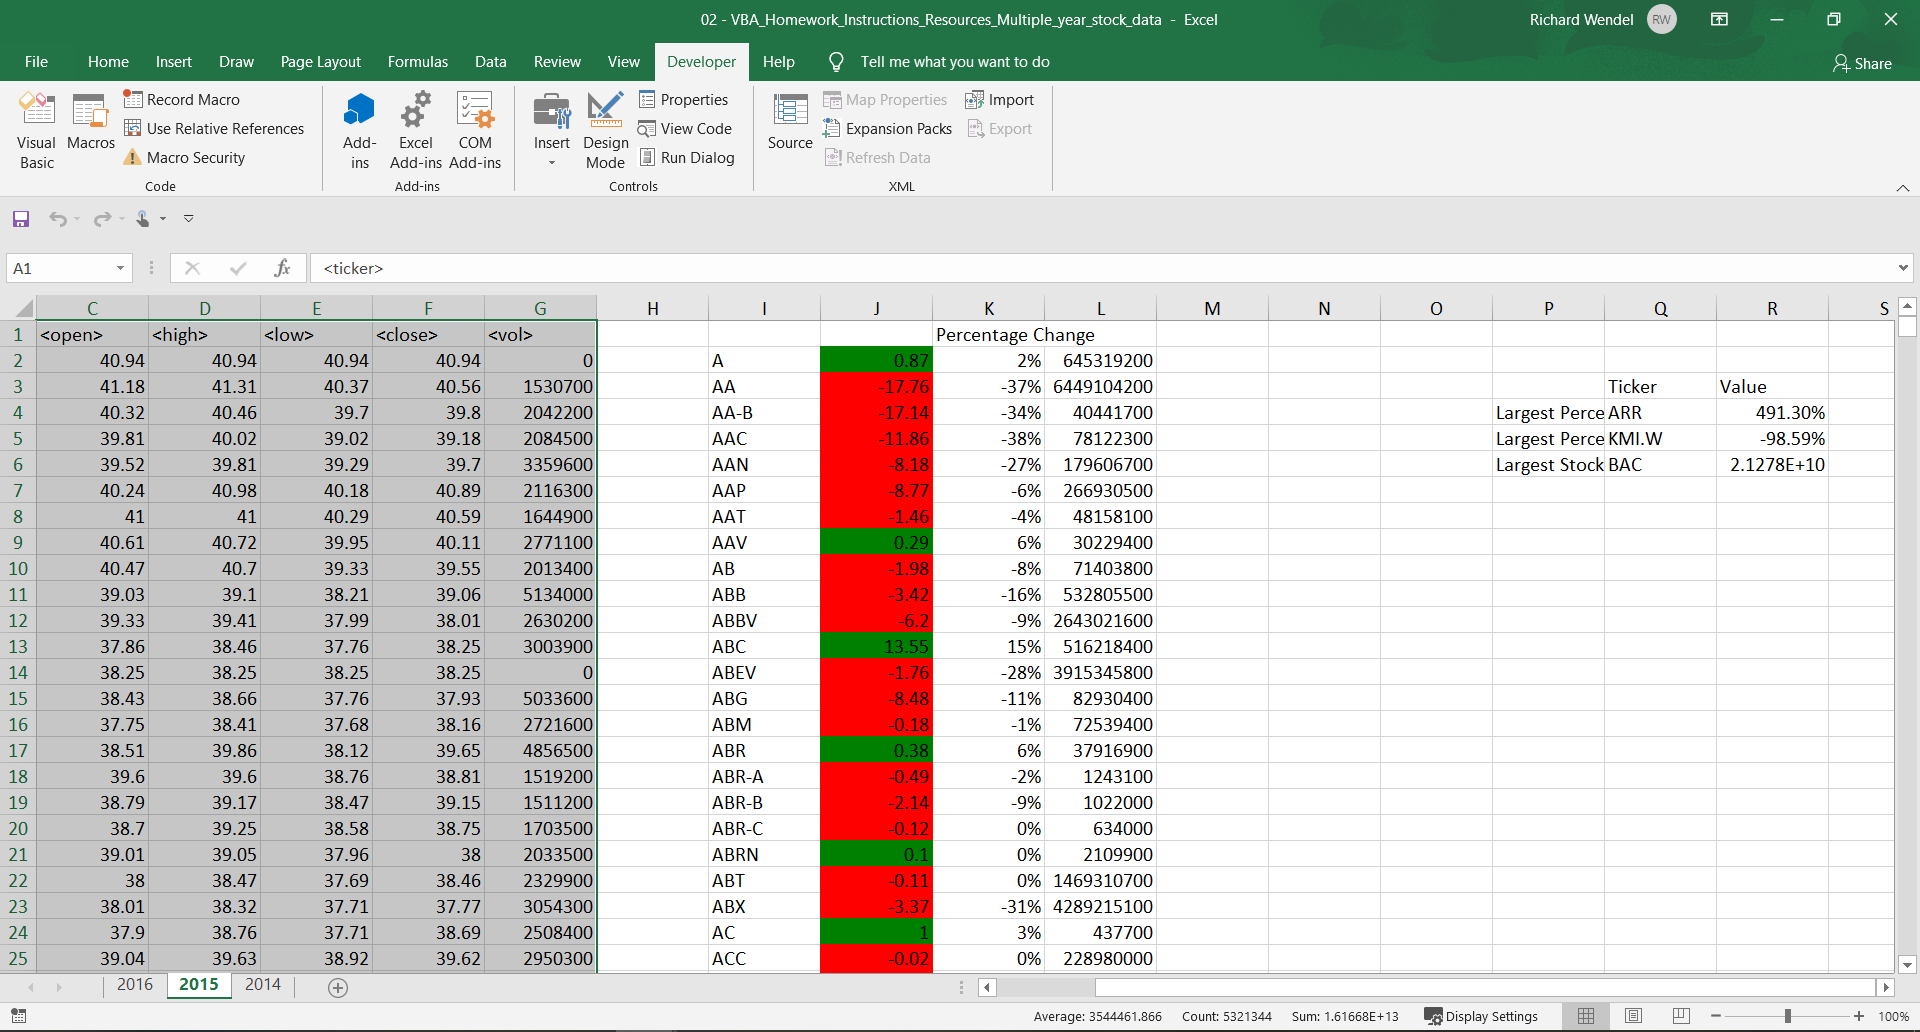 02 - VBA_Homework_Instructions_Resources_Multiple_year_stock_data - Excel
Richard Wendel RW
File Home Insert Draw Page Layout Formulas Data Review View Developer Help Tell me what you want to do Share
Record Macro Properties Map Properties Import
Use Relative References View Code Expansion Packs Export
Macro Security Run Dialog Refresh Data
Visual Basic Macros Add-ins Excel Add-ins COM Add-ins Insert Design Mode Source
Code Add-ins Controls XML
A1 fx <ticker>
C D E F G H I J K L M N O P Q R S
1 <open> <high> <low> <close> <vol> Percentage Change
2 40.94 40.94 40.94 40.94 0 A 0.87 2% 645319200
3 41.18 41.31 40.37 40.56 1530700 AA -17.76 -37% 6449104200 Ticker Value
4 40.32 40.46 39.7 39.8 2042200 AA-B -17.14 -34% 40441700 Largest Perce ARR 491.30%
5 39.81 40.02 39.02 39.18 2084500 AAC -11.86 -38% 78122300 Largest Perce KMI.W -98.59%
6 39.52 39.81 39.29 39.7 3359600 AAN -8.18 -27% 179606700 Largest Stock BAC 2.1278E+10
7 40.24 40.98 40.18 40.89 2116300 AAP -8.77 -6% 266930500
8 41 41 40.29 40.59 1644900 AAT -1.46 -4% 48158100
9 40.61 40.72 39.95 40.11 2771100 AAV 0.29 6% 30229400
10 40.47 40.7 39.33 39.55 2013400 AB -1.98 -8% 71403800
11 39.03 39.1 38.21 39.06 5134000 ABB -3.42 -16% 532805500
12 39.33 39.41 37.99 38.01 2630200 ABBV -6.2 -9% 2643021600
13 37.86 38.46 37.76 38.25 3003900 ABC 13.55 15% 516218400
14 38.25 38.25 38.25 38.25 0 ABEV -1.76 -28% 3915345800
15 38.43 38.66 37.76 37.93 5033600 ABG -8.48 -11% 82930400
16 37.75 38.41 37.68 38.16 2721600 ABM -0.18 -1% 72539400
17 38.51 39.86 38.12 39.65 4856500 ABR 0.38 6% 37916900
18 39.6 39.6 38.76 38.81 1519200 ABR-A -0.49 -2% 1243100
19 38.79 39.17 38.47 39.15 1511200 ABR-B -2.14 -9% 1022000
20 38.7 39.25 38.58 38.75 1703500 ABR-C -0.12 0% 634000
21 39.01 39.05 37.96 38 2033500 ABRN 0.1 0% 2109900
22 38 38.47 37.69 38.46 2329900 ABT -0.11 0% 1469310700
23 38.01 38.32 37.71 37.77 3054300 ABX -3.37 -31% 4289215100
24 37.9 38.76 37.71 38.69 2508400 AC 1 3% 437700
25 39.04 39.63 38.92 39.62 2950300 ACC -0.02 0% 228980000
2016 2015 2014
Average: 3544461.866 Count: 5321344 Sum: 1.61668E+13 Display Settings 100%